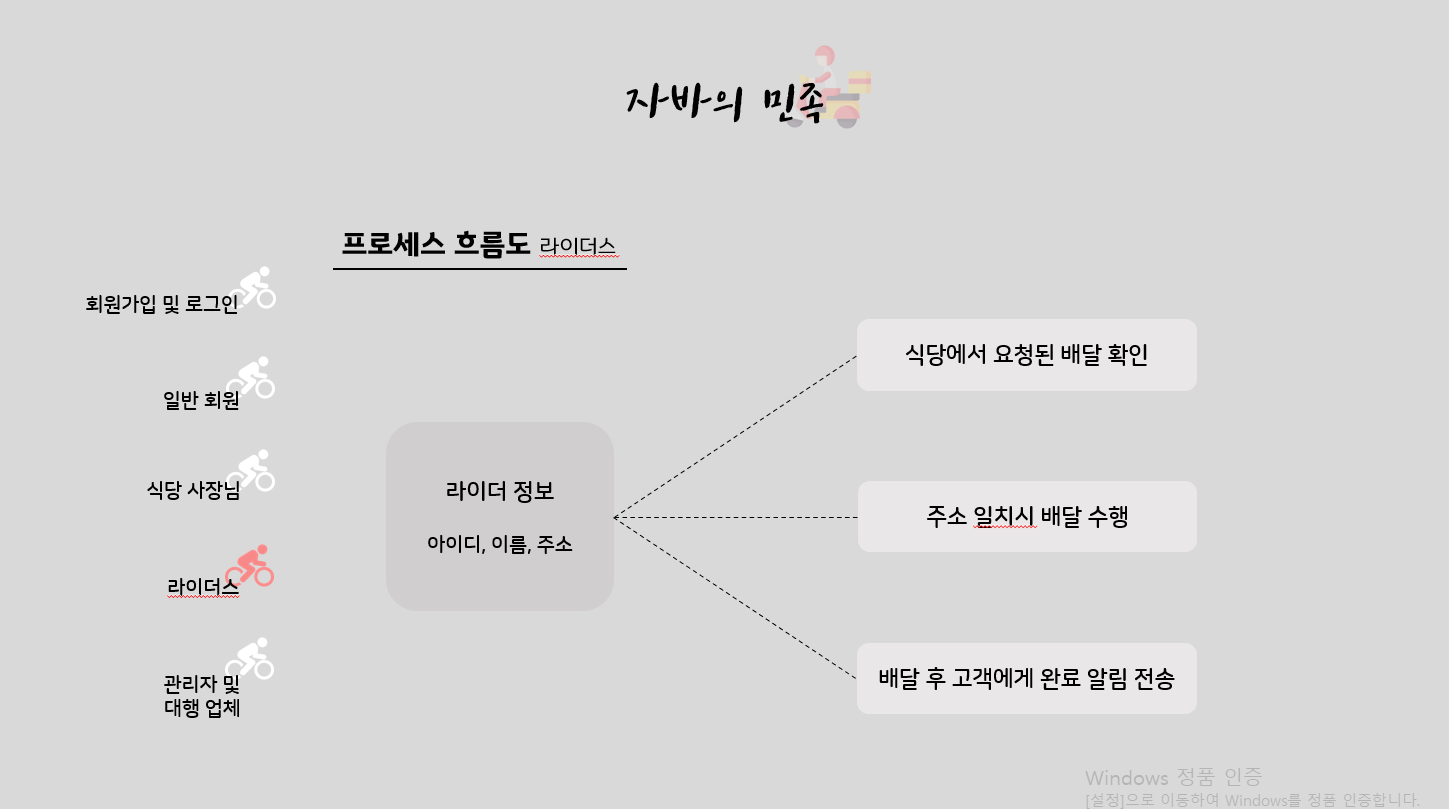 자바의 민족
프로세스 흐름도 라이더스
회원가입 및 로그인
일반 회원
식당 사장님
라이더스
관리자 및
대행 업체
라이더 정보
아이디, 이름, 주소
식당에서 요청된 배달 확인
주소 일치시 배달 수행
배달 후 고객에게 완료 알림 전송
Windows 정품 인증
[설정]으로 이동하여 Windows를 정품 인증합니다.